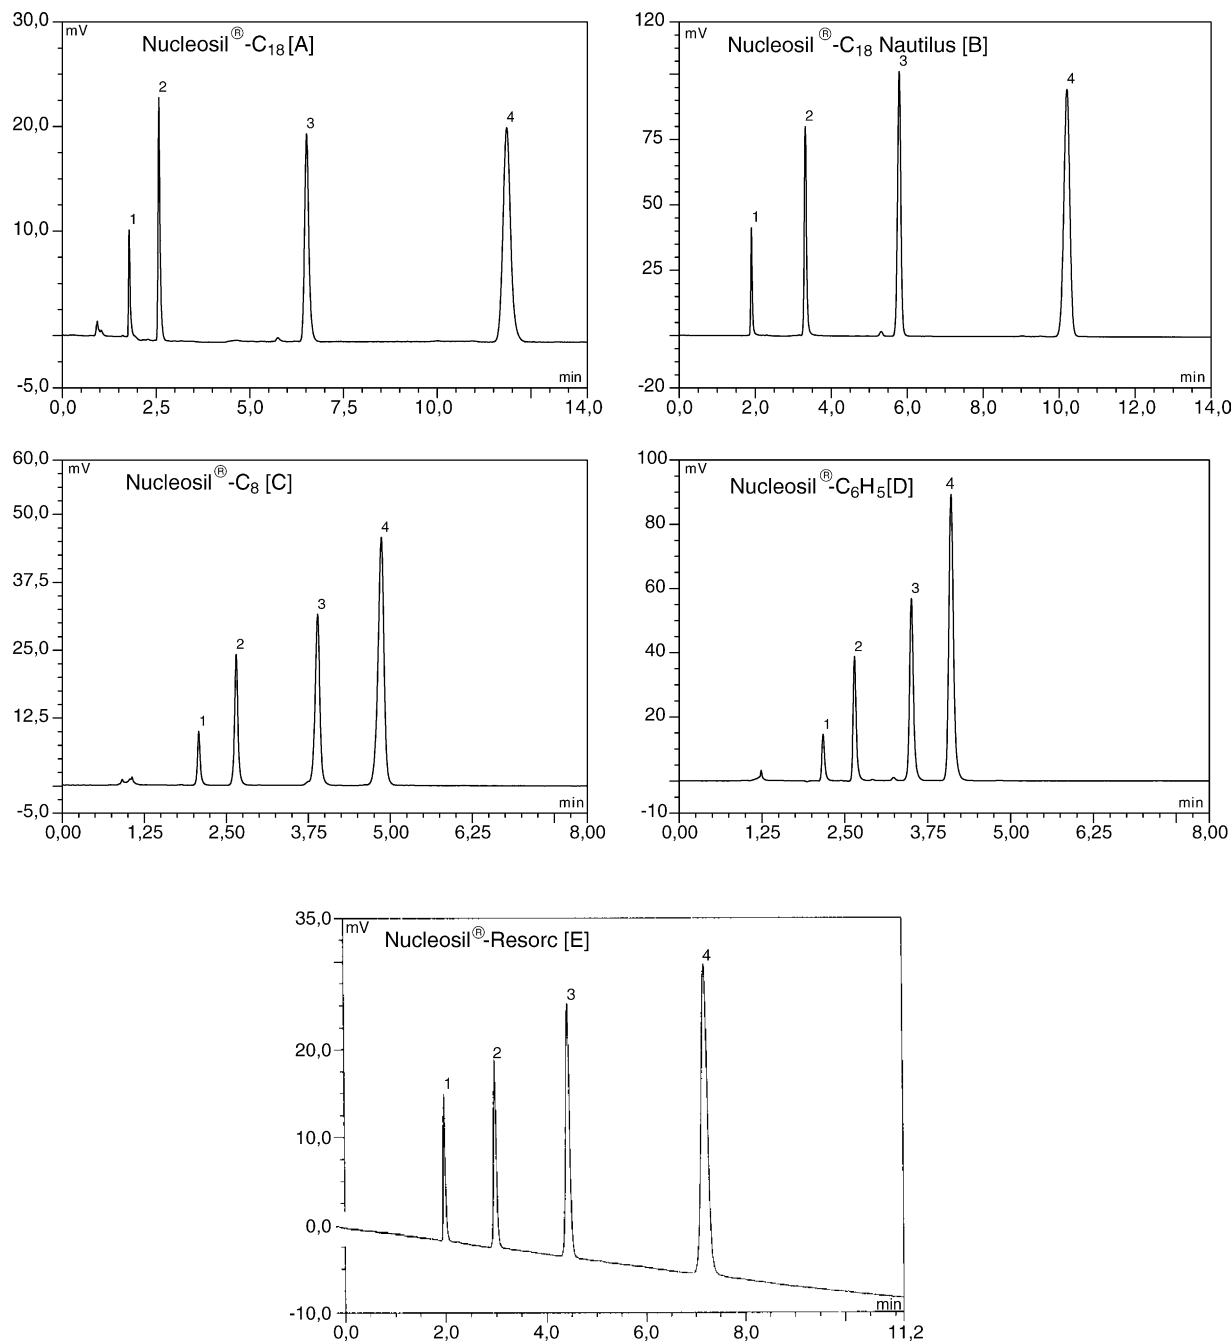 30,0
mV
Nucleosil®-C18 [A]
20,0
10,0
-5,0
1
2
3
4
min
0,0 2,5 5,0 7,5 10,0 14,0
120
mV
Nucleosil®-C18 Nautilus [B]
75
50
25
-20
1
2
3
4
min
0,0 2,0 4,0 6,0 8,0 10,0 12,0 14,0
60,0
mV
Nucleosil®-C8 [C]
50,0
37,5
25,0
12,5
-5,0
1
2
3
4
min
0,00 1,25 2,50 3,75 5,00 6,25 8,00
100
mV
Nucleosil®-C6H5[D]
80
60
40
20
-10
1
2
3
4
min
0,00 1,25 2,50 3,75 5,00 6,25 8,00
35,0
mV
Nucleosil®-Resorc [E]
20,0
10,0
0,0
-10,0
1
2
3
4
min
0,0 2,0 4,0 6,0 8,0 11,2